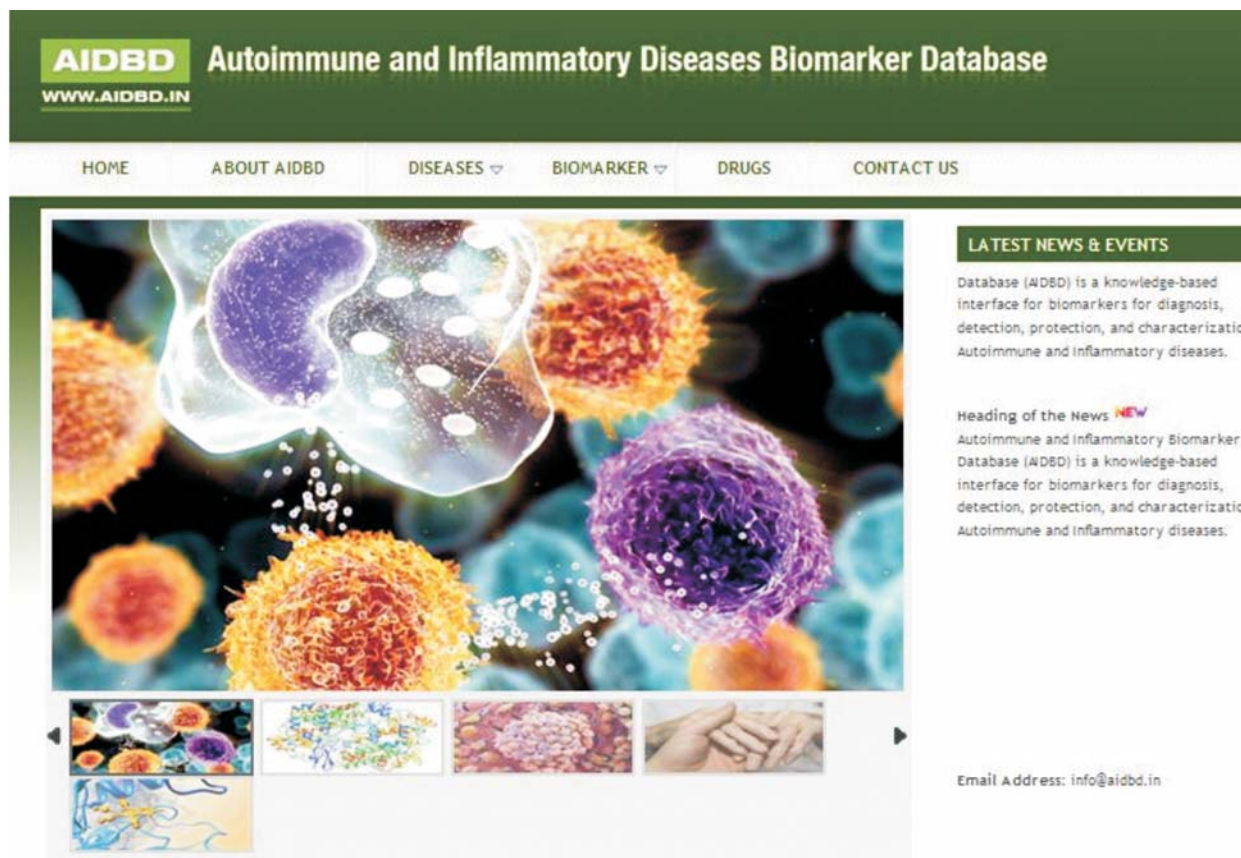 AIDBD
WWW.AIDBD.IN
Autoimmune and Inflammatory Diseases Biomarker Database
HOME
ABOUT AIDBD
DISEASES
BIOMARKER
DRUGS
CONTACT US
LATEST NEWS & EVENTS
Database (AIDBD) is a knowledge-based
interface for biomarkers for diagnosis,
detection, protection, and characterizatio
Autoimmune and Inflammatory diseases.
Heading of the News NEW
Autoimmune and Inflammatory Biomarker
Database (AIDBD) is a knowledge-based
interface for biomarkers for diagnosis,
detection, protection, and characterizatio
Autoimmune and Inflammatory diseases.
Email Address: info@aidbd.in